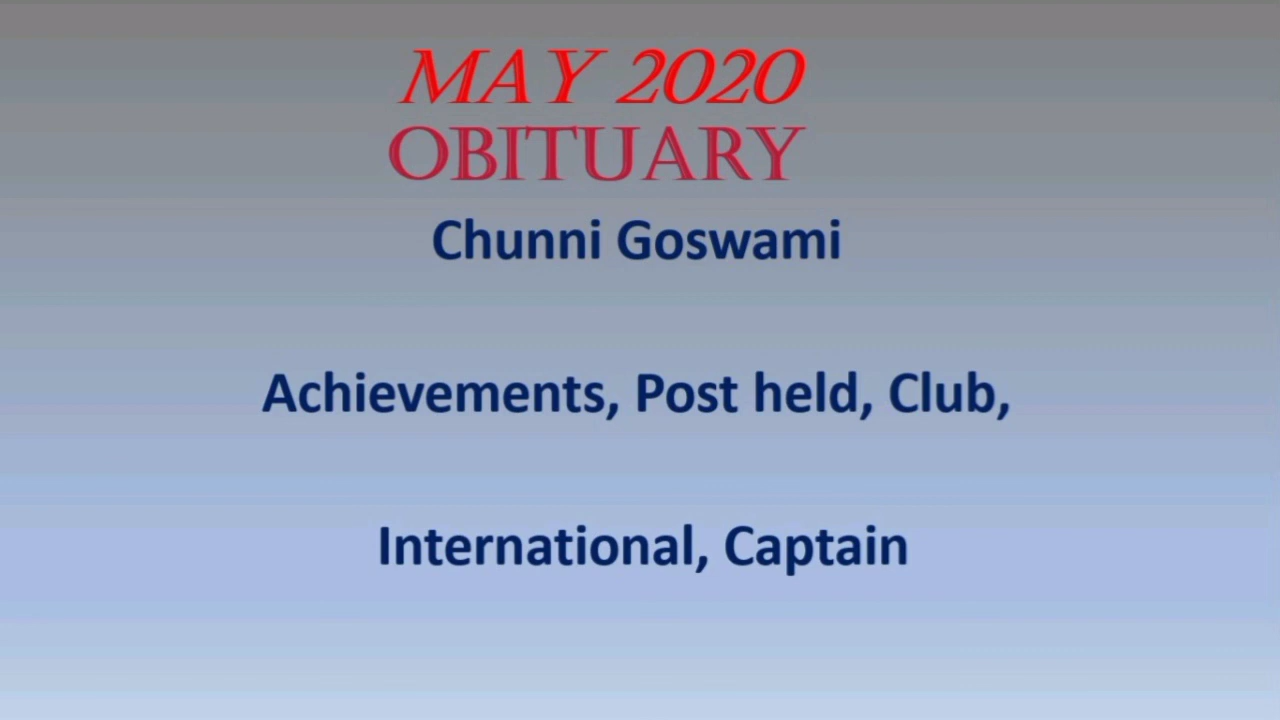 MAY 2020
OBITUARY
Chunni Goswami
Achievements, Post held, Club,
International, Captain